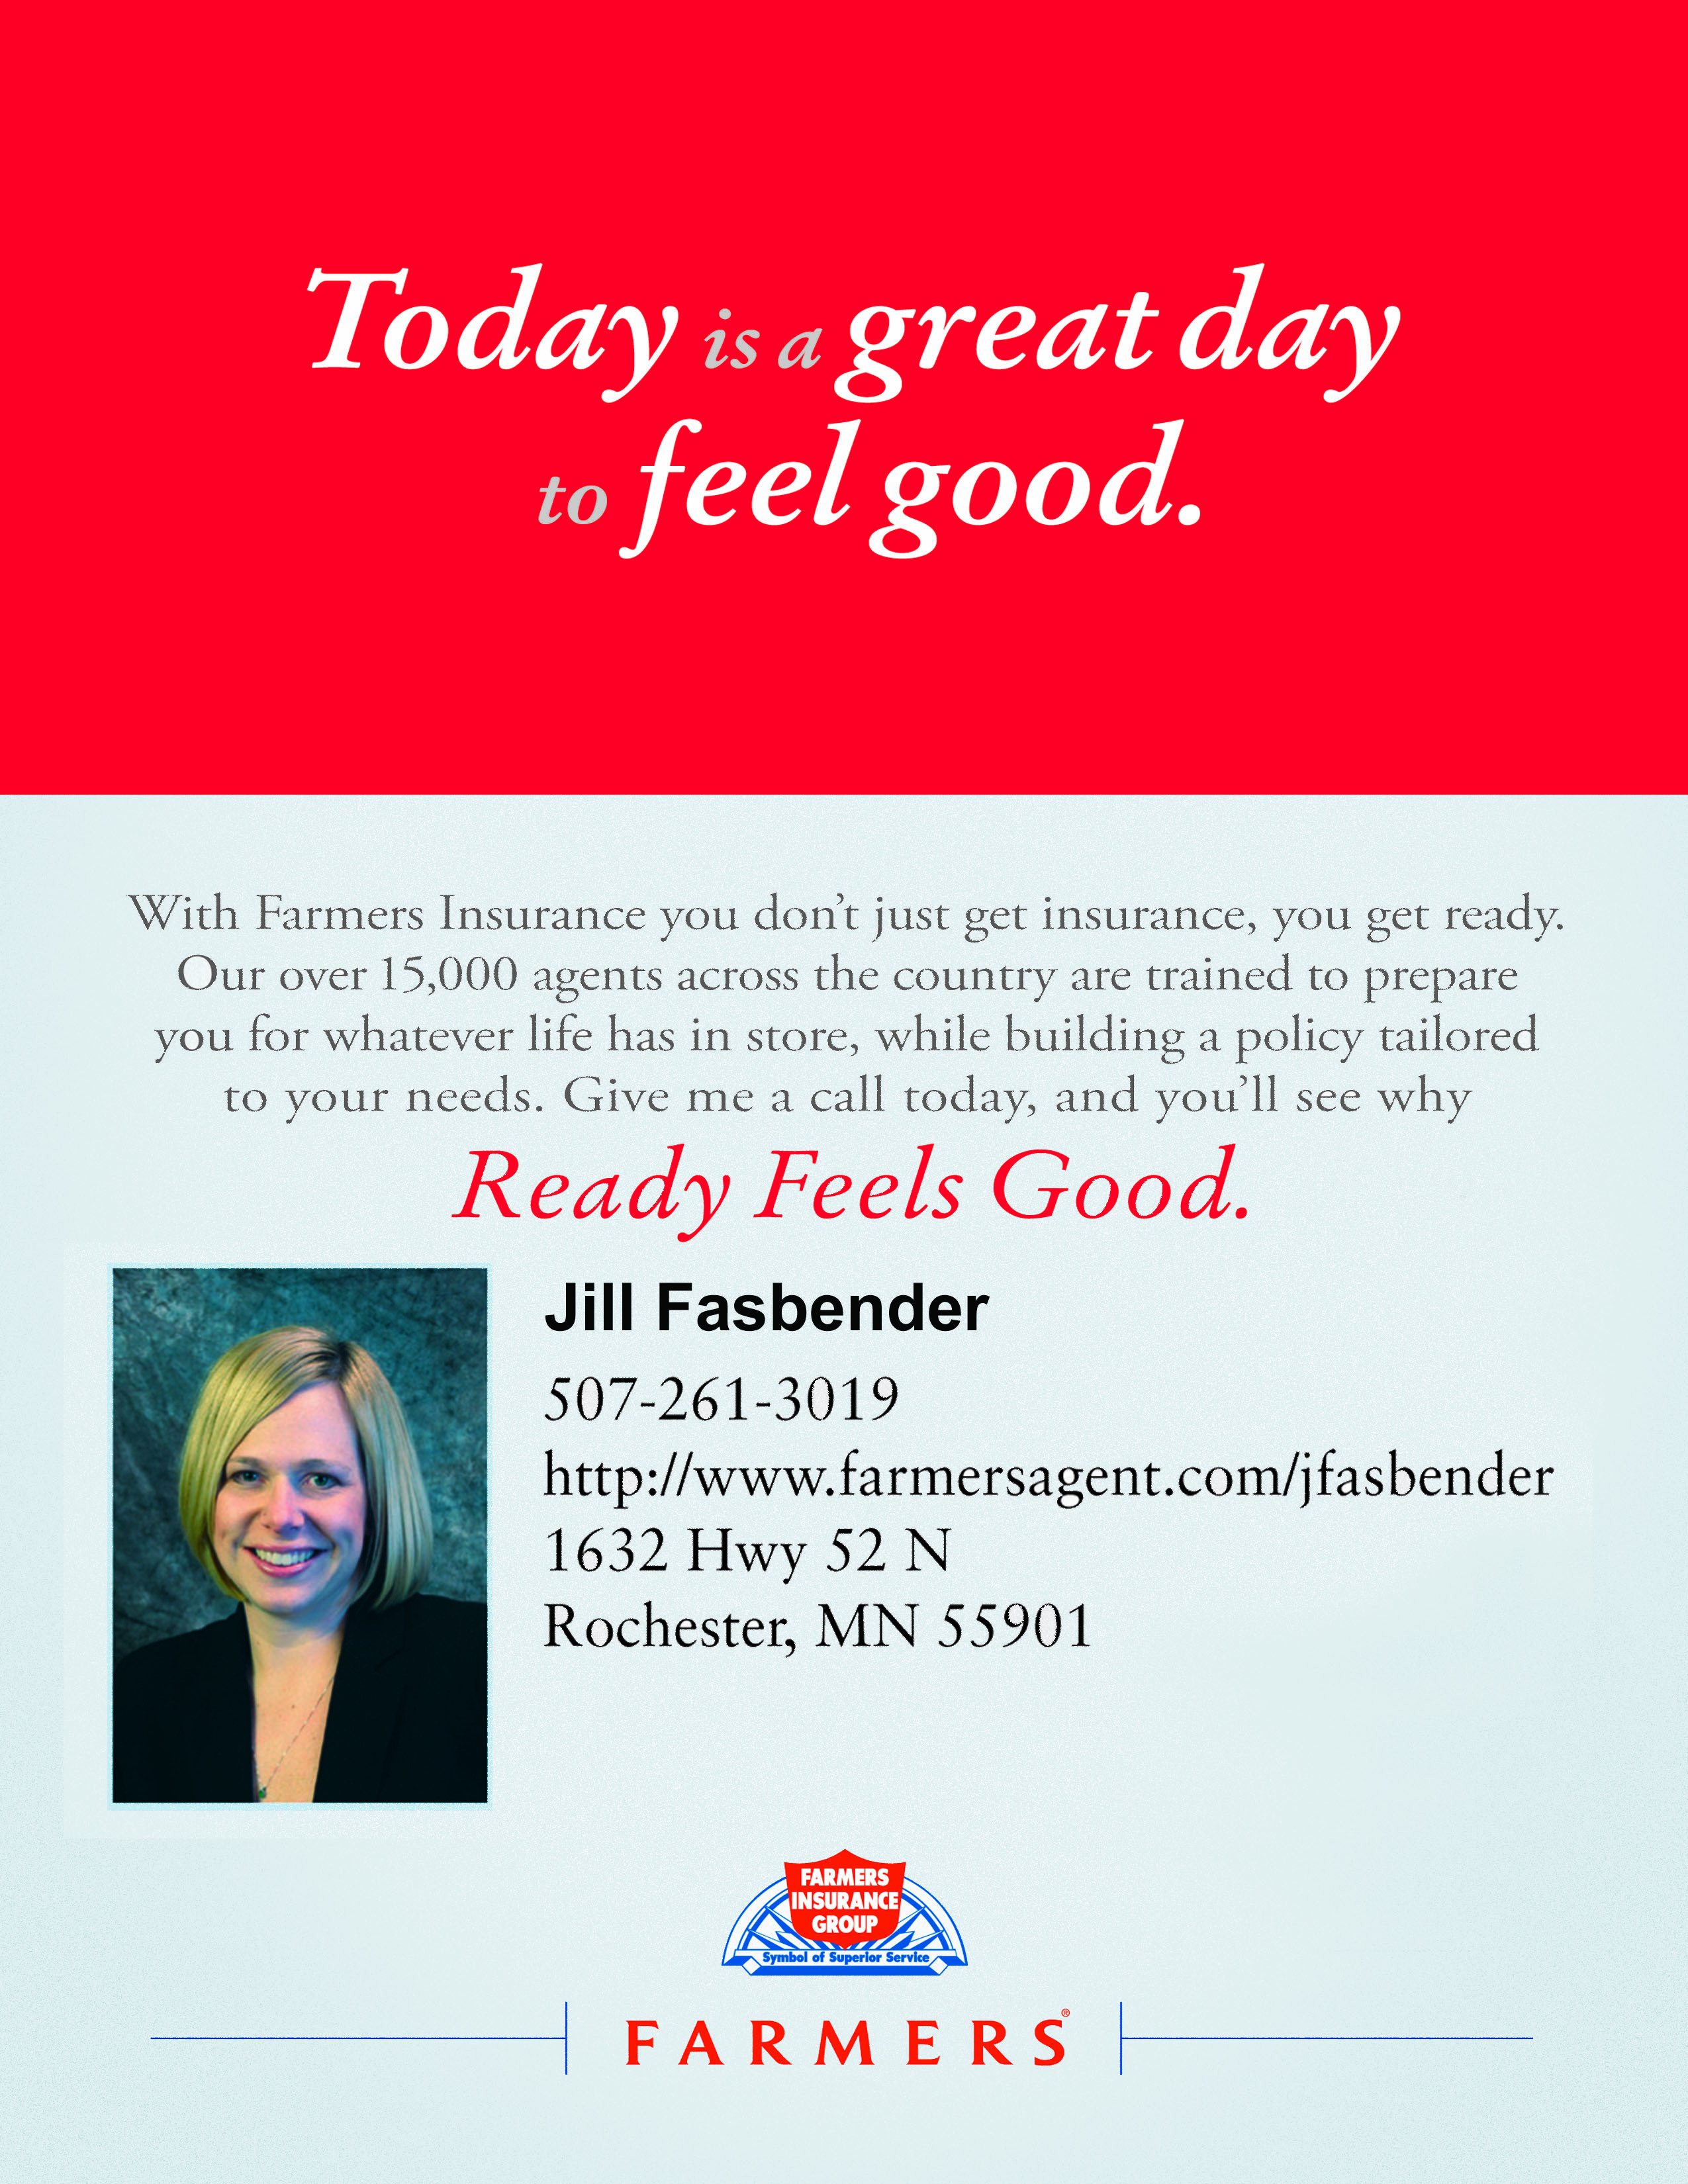 Today is a great day
to feel good.
With Farmers Insurance you don’t just get insurance, you get ready.
Our over 15,000 agents across the country are trained to prepare
you for whatever life has in store, while building a policy tailored
to your needs. Give me a call today, and you’ll see why
Ready Feels Good.
Jill Fasbender
507-261-3019
http://www.farmersagent.com/jfasbender
1632 Hwy 52 N
Rochester, MN 55901
FARMERS
INSURANCE
GROUP
Symbol of Superior Service
FARMERS®